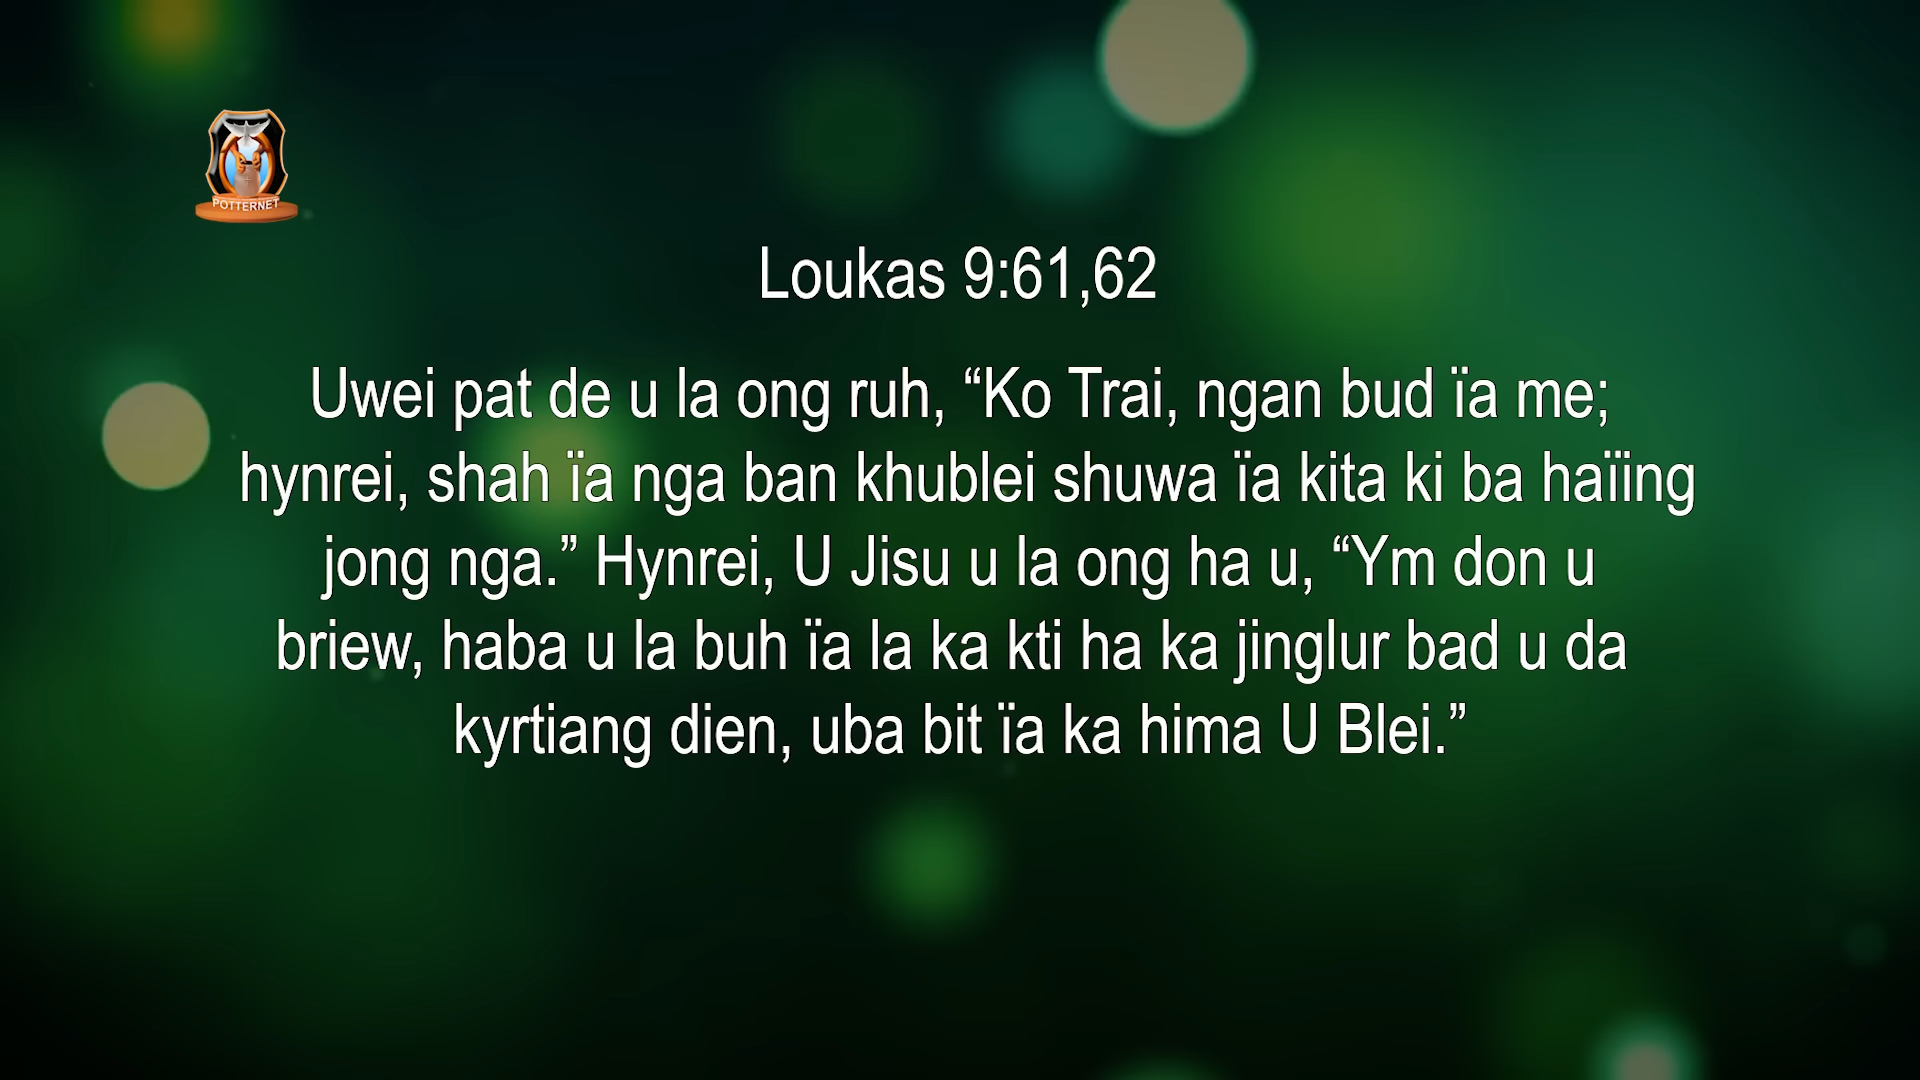 POTTERNET
Loukas 9:61,62
Uwei pat de u la ong ruh, “Ko Trai, ngan bud ïa me;
hynrei, shah ïa nga ban khublei shuwa ïa kita ki ba haïing
jong nga.” Hynrei, U Jisu u la ong ha u, “Ym don u
briew, haba u la buh ïa la ka kti ha ka jinglur bad u da
kyrtiang dien, uba bit ïa ka hima U Blei.”